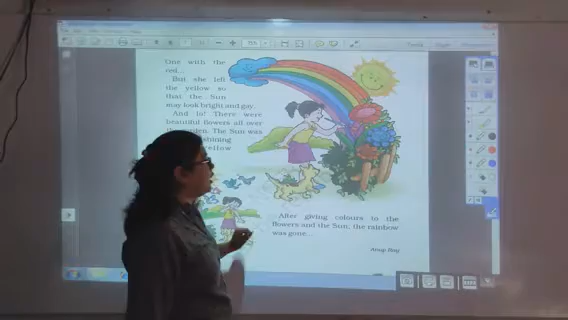 One with the
red...
But she left
the yellow so
that the Sun
may look bright and gay.
And lo! There were
beautiful flowers all over
the garden. The Sun was
shining
yellow
After giving colours to the
flowers and the Sun, the rainbow
was gone...
Anup Ray